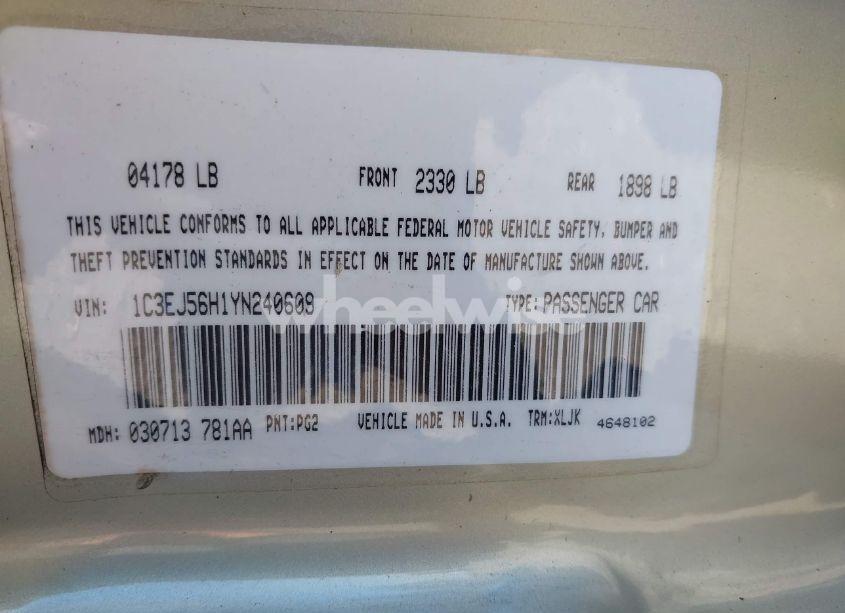 04178 LB FRONT 2330 LB REAR 1898 LB
THIS VEHICLE CONFORMS TO ALL APPLICABLE FEDERAL MOTOR VEHICLE SAFETY, BUMPER AND
THEFT PREVENTION STANDARDS IN EFFECT ON THE DATE OF MANUFACTURE SHOWN ABOVE.
VIN: 1C3EJ56H1YN240609 TYPE: PASSENGER CAR
wheelwise
MDH: 030713 781AA PNT:PG2 VEHICLE MADE IN U.S.A. TRM:XLJK 4648102